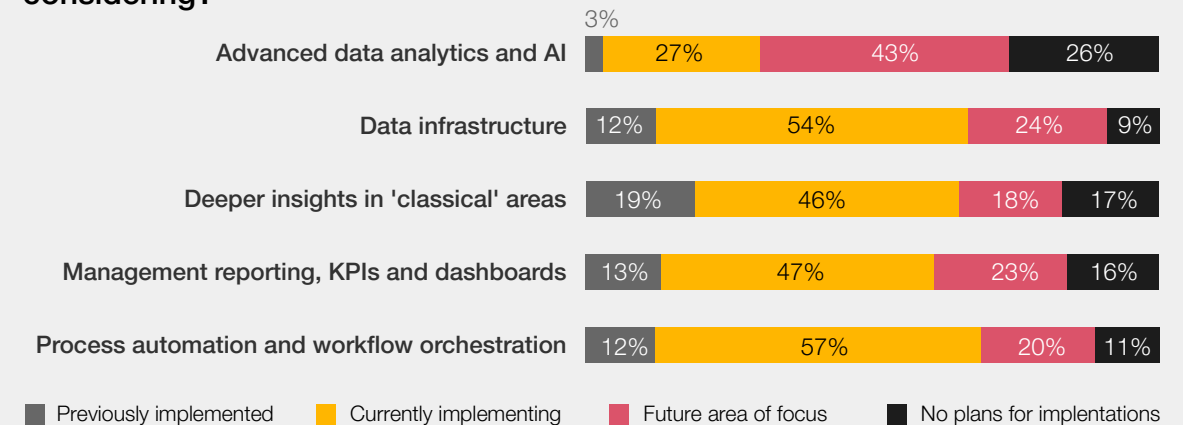 considering?
3%
Advanced data analytics and AI 27% 43% 26%
Data infrastructure 12% 54% 24% 9%
Deeper insights in 'classical' areas 19% 46% 18% 17%
Management reporting, KPIs and dashboards 13% 47% 23% 16%
Process automation and workflow orchestration 12% 57% 20% 11%
Previously implemented Currently implementing Future area of focus No plans for implentations